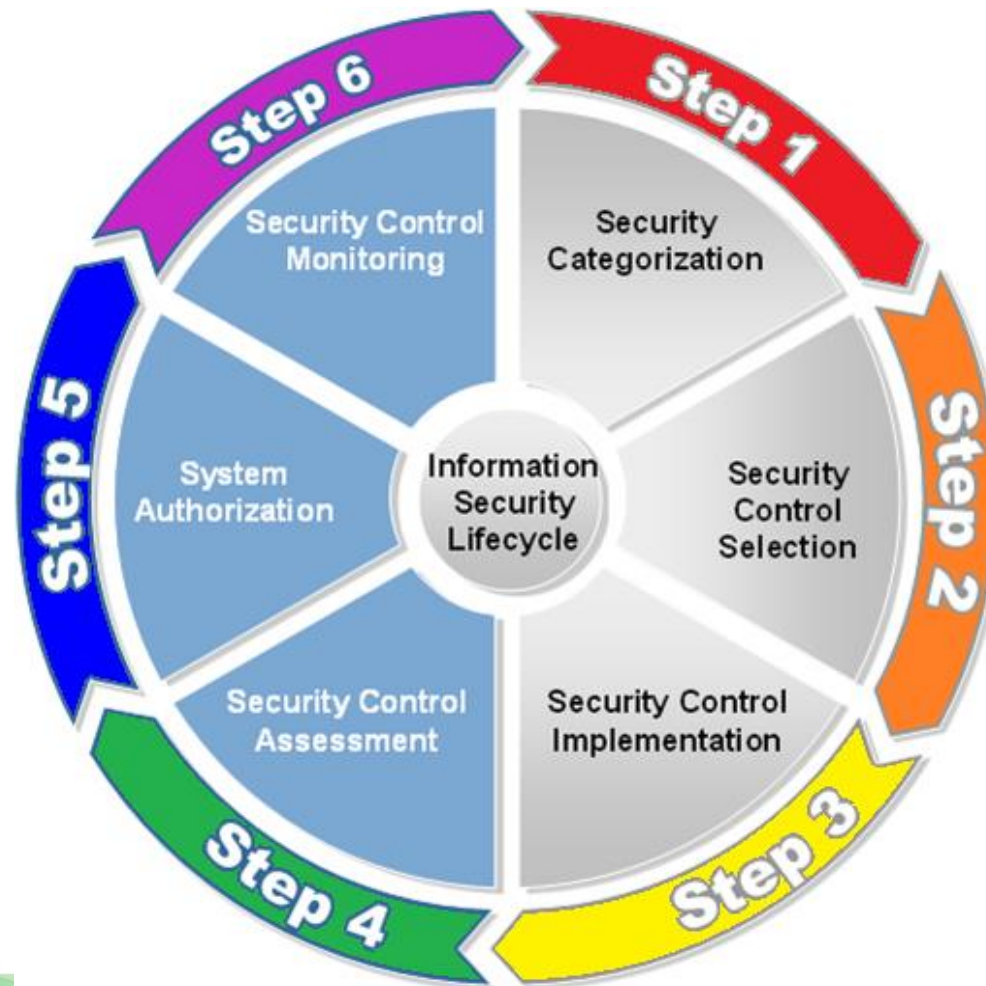 Step 1
Security
Categorization
Step 2
Security
Control
Selection
Step 3
Security Control
Implementation
Step 4
Security Control
Assessment
Step 5
System
Authorization
Step 6
Security Control
Monitoring
Information
Security
Lifecycle